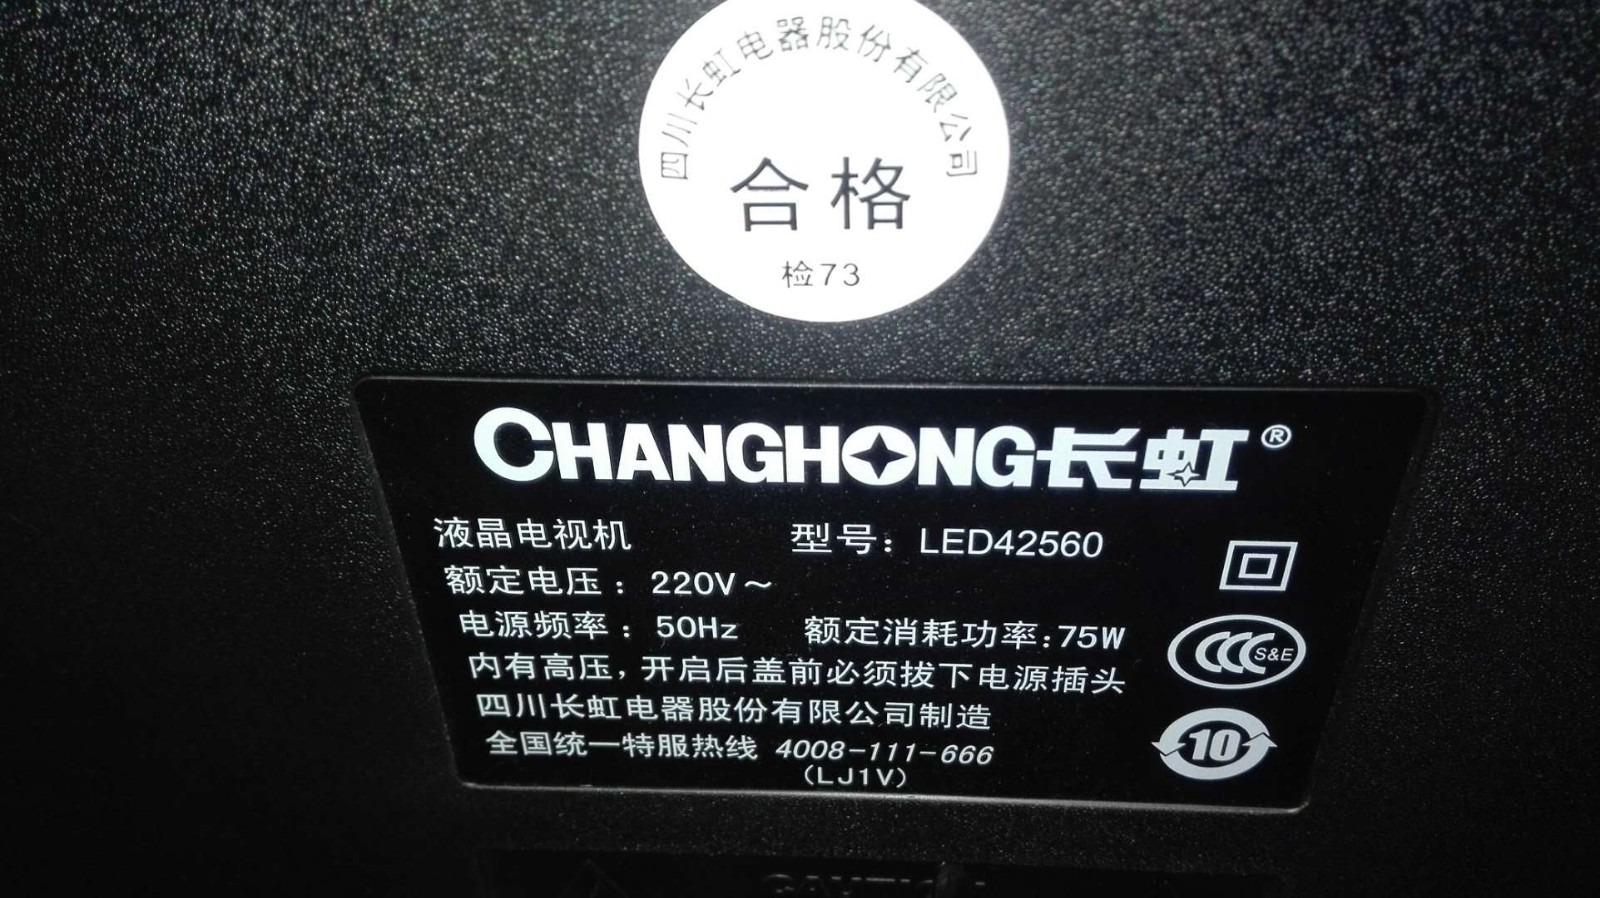 四川长虹电器股份有限公司
合格
检73
CHANGHONG长虹®
液晶电视机 型号：LED42560
额定电压：220V～
电源频率：50Hz 额定消耗功率：75W
内有高压，开启后盖前必须拔下电源插头
四川长虹电器股份有限公司制造
全国统一特服热线 4008-111-666
(LJ1V)
CCC S&E
10